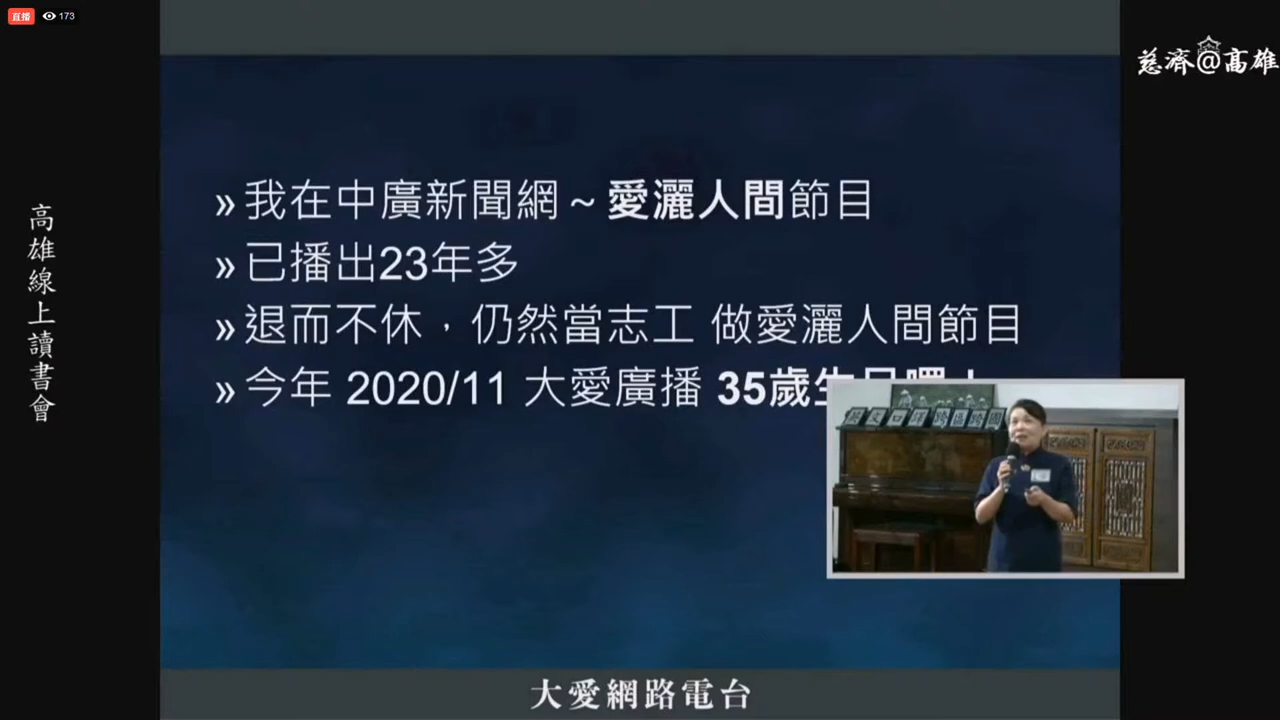 直播 173
慈濟@高雄
高雄線上讀書會
» 我在中廣新聞網～愛灑人間節目
» 已播出23年多
» 退而不休，仍然當志工 做愛灑人間節目
» 今年 2020/11 大愛廣播 35歲生日
大愛網路電台